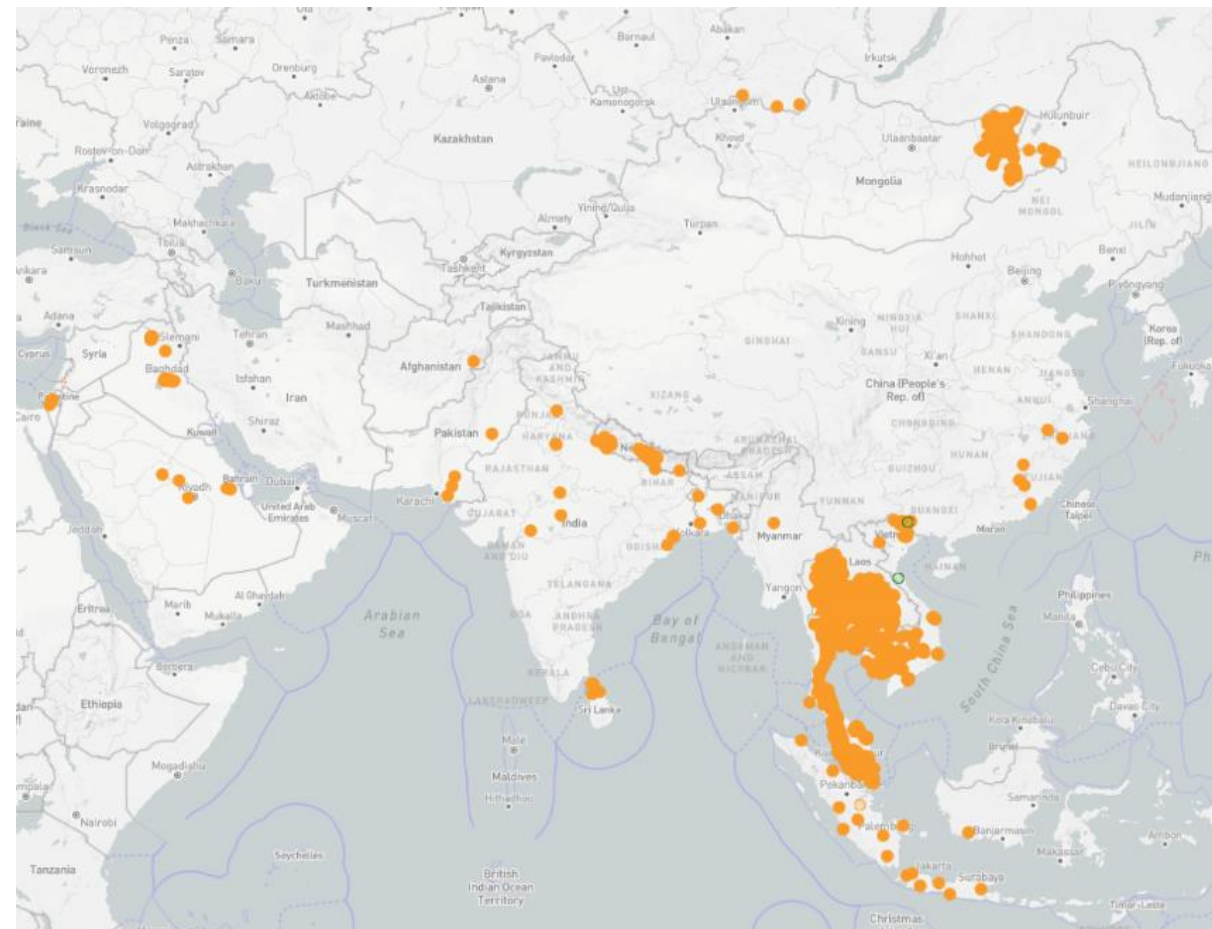 Penza
Samara
Barnaul
Abakan
Irkutsk
Voronezh
Saratov
Orenburg
Pavlodar
Astana
Aktobe
Ust
Kamenogorsk
Ulaangom
Hulunbuir
Volgograd
Kazakhstan
Khovd
Ulaanbaatar
HEILONGJIANG
Rostov-on-Don
Astrakhan
Mongolia
Krasnodar
NEI
MONGOL
Mudanjiang
Black Sea
Makhachkala
Almaty
Yining/Qulja
Turpan
JILIN
Samsun
Tbilisi
Kyrgyzstan
Tashkent
Hohhot
Benxi
Ankara
Baku
Turkmenistan
Beijing
P'yongyang
Adana
Tajikistan
Mashhad
Tehran
Slemani
Xining
NINGXIA
HUI
SHANXI
SHANDONG
Korea
(Rep. of)
Cyprus
Syria
Afghanistan
JAMMU
AND
KASHMIR
QINGHAI
GANSU
Xi'an
Fukuoka
Baghdad
Isfahan
Iran
HENAN
JIANGSU
Palestine
Cairo
China (People's
Rep. of)
XIZANG
ANHUI
Shanghai
Kuwait
Shiraz
Pakistan
PUNJAB
HARYANA
CHONGQING
ARUNACHAL
PRADESH
HUNAN
RAJASTHAN
BIHAR
ASSAM
GUIZHOU
FUJIAN
Riyadh
Bahrain
Dubai
United Arab
Emirates
Muscat
Karachi
GUJARAT
MANIPUR
YUNNAN
GUANGXI
Chinese
Taipei
Jeddah
India
Dhaka
Kolkata
Myanmar
Macau
DAMAN
AND DIU
ODISHA
Laos
HAINAN
TELANGANA
Yangon
Eritrea
Marib
Al Ghaydah
Mukalla
Arabian
Sea
GOA
ANDHRA
PRADESH
Bay of
Bengal
Philippines
Manila
ANDAMAN
AND
NICOBAR
South China Sea
Berbera
KERALA
Cebu City
Ethiopia
LAKSHADWEEP
Sri Lanka
Davao City
Kota Kinabalu
Male
Brunei
Mogadishu
Maldives
Hithadhoo
Pekanbaru
Samarinda
Nairobi
Palembang
Banjarmasin
Ambon
Makassar
Seychelles
Tanzania
British
Indian Ocean
Territory
Jakarta
Surabaya
Timor-Leste
Christmas